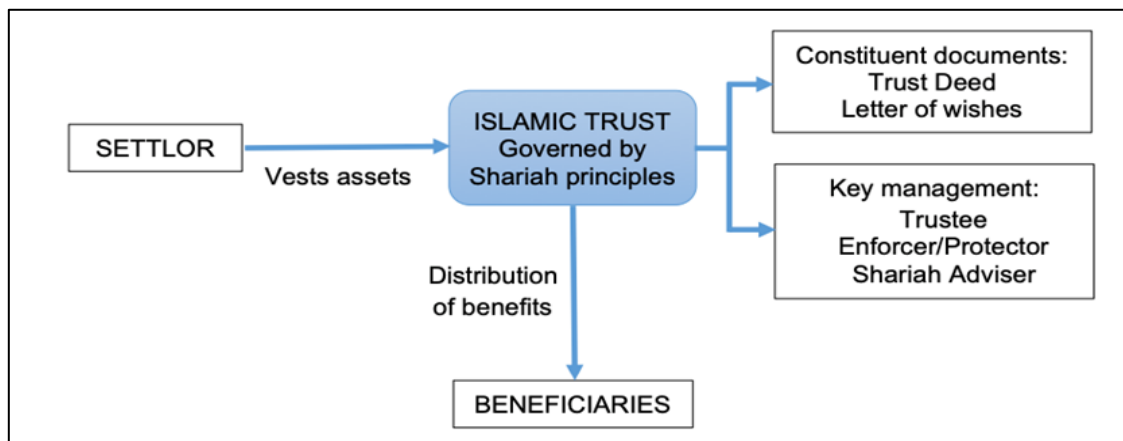 SETTLOR
Vests assets
ISLAMIC TRUST
Governed by
Shariah principles
Constituent documents:
Trust Deed
Letter of wishes
Key management:
Trustee
Enforcer/Protector
Shariah Adviser
Distribution
of benefits
BENEFICIARIES